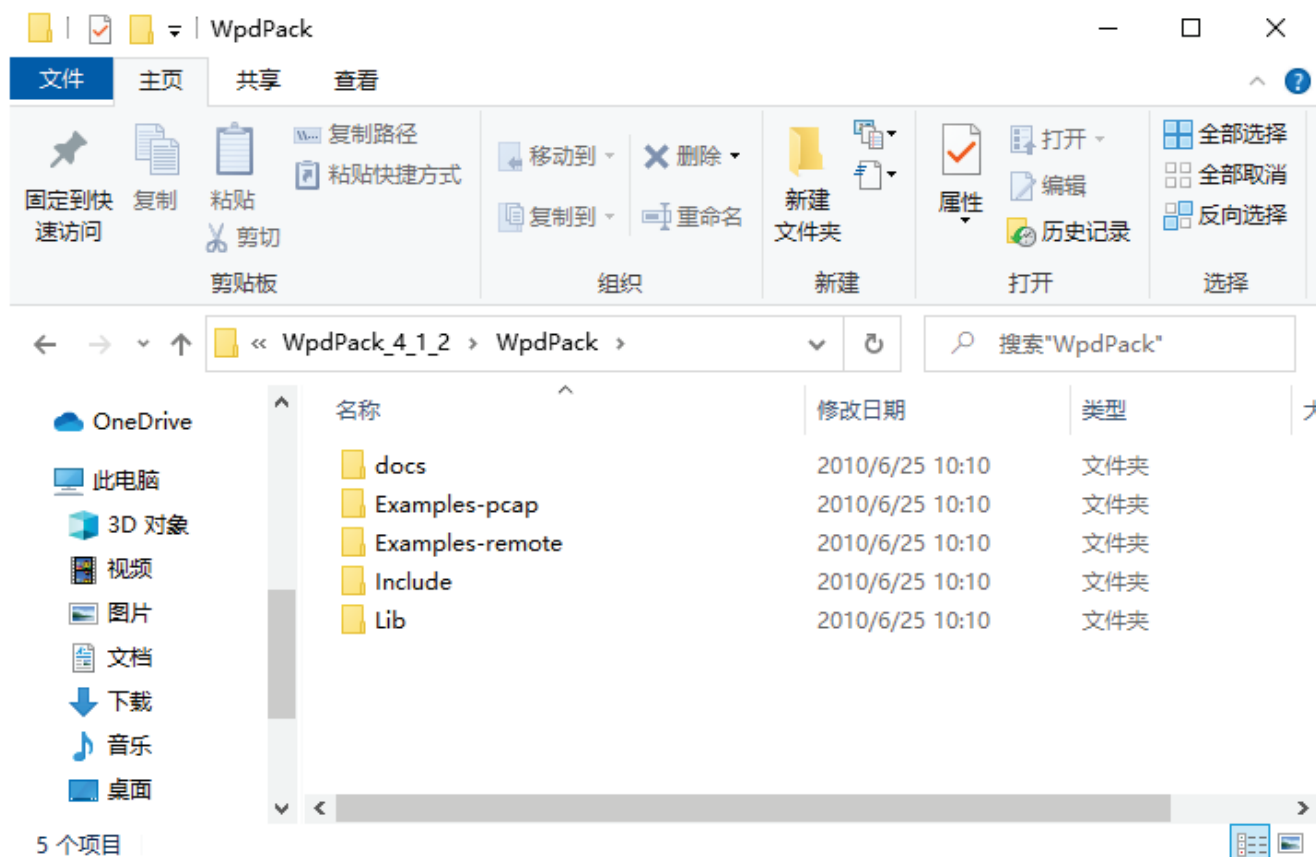 WpdPack
文件 主页 共享 查看
固定到快速访问
复制
粘贴
复制路径
粘贴快捷方式
剪切
剪贴板
移动到
复制到
删除
重命名
组织
新建
文件夹
新建
属性
打开
编辑
历史记录
打开
全部选择
全部取消
反向选择
选择
« WpdPack_4_1_2 › WpdPack ›
搜索"WpdPack"
OneDrive
此电脑
3D 对象
视频
图片
文档
下载
音乐
桌面
名称 修改日期 类型
docs 2010/6/25 10:10 文件夹
Examples-pcap 2010/6/25 10:10 文件夹
Examples-remote 2010/6/25 10:10 文件夹
Include 2010/6/25 10:10 文件夹
Lib 2010/6/25 10:10 文件夹
5 个项目